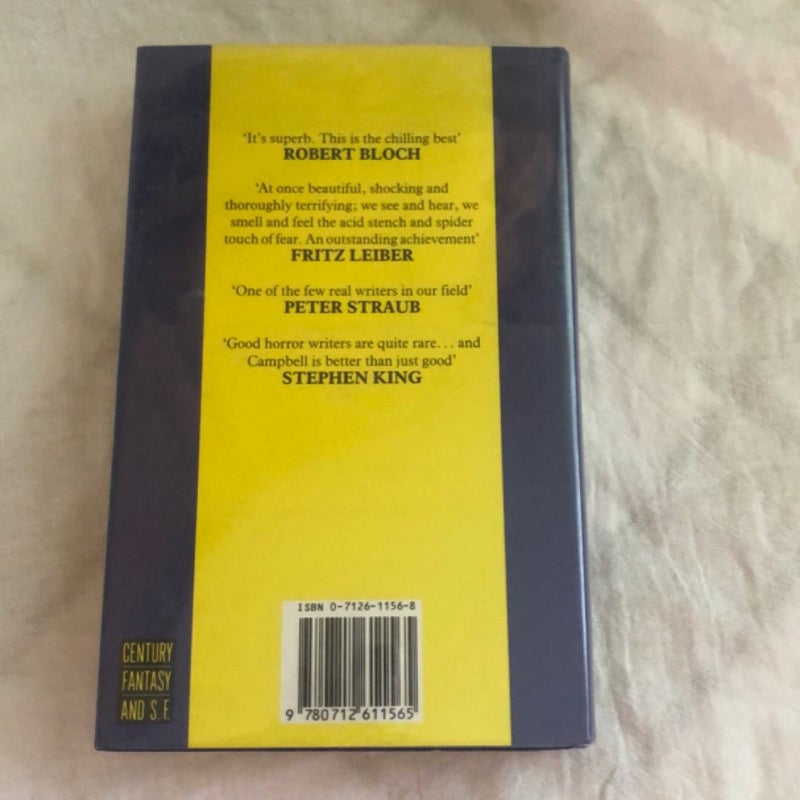 ‘It's superb. This is the chilling best’
ROBERT BLOCH
‘At once beautiful, shocking and
thoroughly terrifying; we see and hear, we
smell and feel the acid stench and spider
touch of fear. An outstanding achievement’
FRITZ LEIBER
‘One of the few real writers in our field’
PETER STRAUB
‘Good horror writers are quite rare... and
Campbell is better than just good’
STEPHEN KING
ISBN 0-7126-1156-8
9 780712 611565
CENTURY
FANTASY
AND S.F.